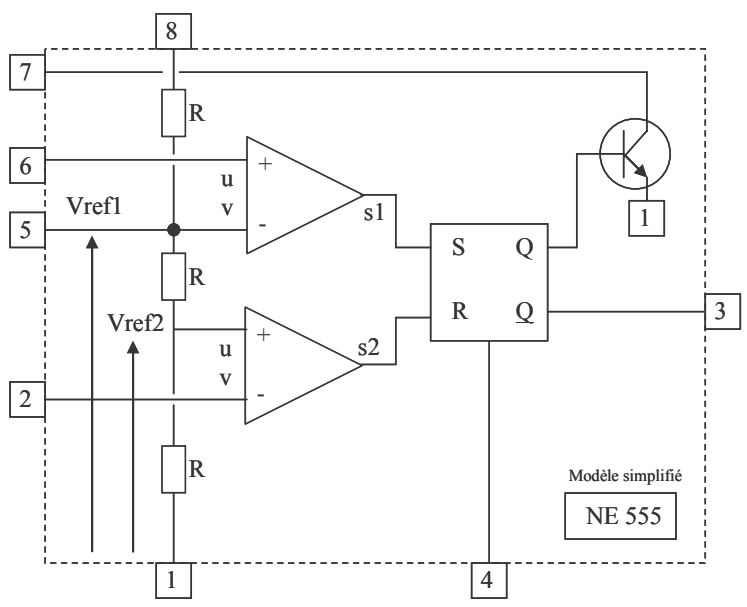 8
7
R
6
+
u
Vref1
v
s1
5
-
1
S
Q
R
Vref2
R
Q
3
+
s2
u
v
2
-
R
Modèle simplifié
NE 555
1
4